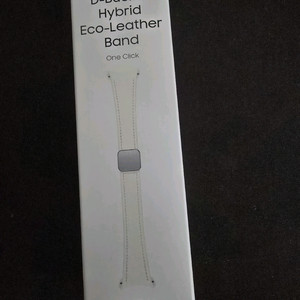 Hybrid
Eco-Leather
Band
One Click